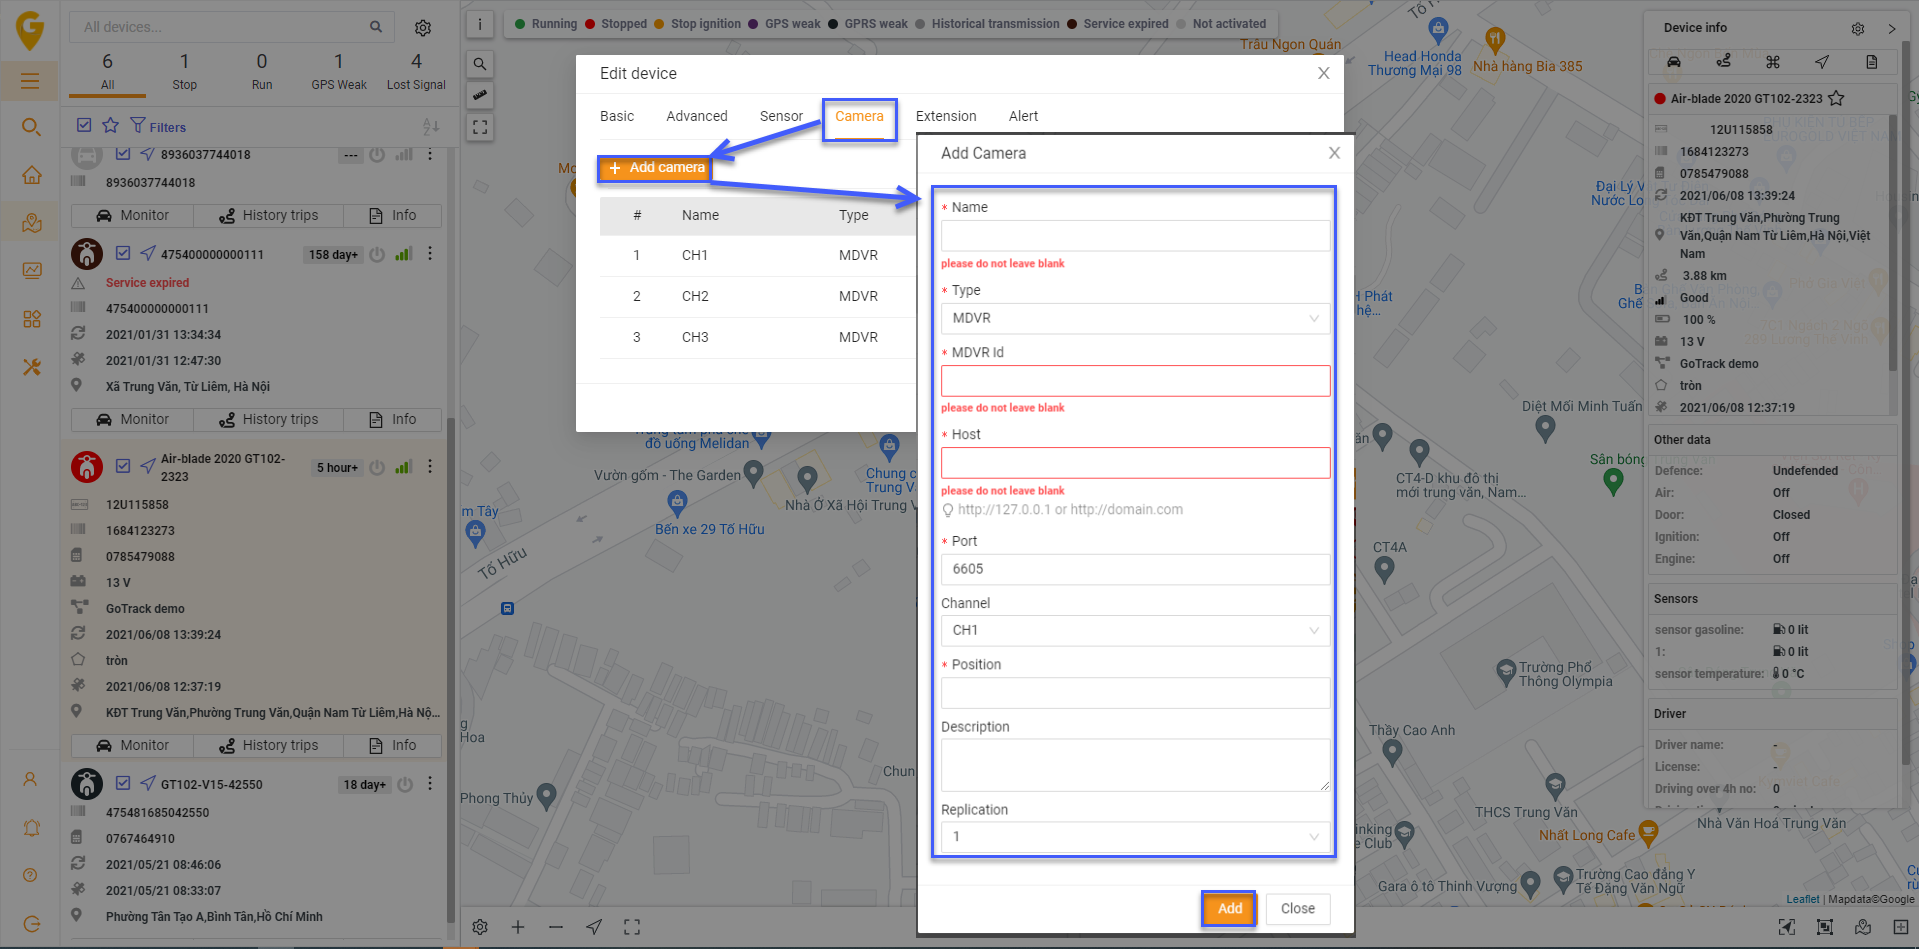 All devices...
6
1
0
1
4
All
Stop
Run
GPS Weak
Lost Signal
Filters
8936037744018
---
8936037744018
Monitor
History trips
Info
475400000000111
158 day+
Service expired
475400000000111
2021/01/31 13:34:34
2021/01/31 12:47:30
Xã Trung Văn, Từ Liêm, Hà Nội
Monitor
History trips
Info
Air-blade 2020 GT102-
2323
5 hour+
12U115858
1684123273
0785479088
13 V
GoTrack demo
2021/06/08 13:39:24
tròn
2021/06/08 12:37:19
KĐT Trung Văn,Phường Trung Văn,Quận Nam Từ Liêm,Hà Nộ...
Monitor
History trips
Info
GT102-V15-42550
18 day+
475481685042550
0767464910
2021/05/21 08:46:06
2021/05/21 08:33:07
Phường Tân Tạo A,Bình Tân,Hồ Chí Minh
i
Running
Stopped
Stop ignition
GPS weak
GPRS weak
Historical transmission
Service expired
Not activated
Edit device
X
Basic
Advanced
Sensor
Camera
Extension
Alert
+ Add camera
#
Name
Type
1
CH1
MDVR
2
CH2
MDVR
3
CH3
MDVR
Add Camera
X
* Name
please do not leave blank
* Type
MDVR
* MDVR Id
please do not leave blank
* Host
please do not leave blank
http://127.0.0.1 or http://domain.com
* Port
6605
Channel
CH1
* Position
Description
Replication
1
Add
Close
Trâu Ngon Quán
Head Honda
Thương Mại 98
Nhà hàng Bia 385
Tố H
đồ uống Melidan
Vườn gốm - The Garden
Chung c
Trung V
Nhà Ở Xã Hội Trung V
Bến xe 29 Tố Hữu
m Tây
Tố Hữu
Hoa
Phong Thủy
Chun
H Phát
hệ...
Đại Lý V
Nước Lọ
Diệt Mối Minh Tuấn
Sân bóng
CT4-D khu đô thị
mới trung văn, Nam...
CT4A
Trường Phổ
Thông Olympia
Thầy Cao Anh
THCS Trung Văn
Nhất Long Cafe
Nhà Văn Hoá Trung Văn
inking
e Club
Gara ô tô Thinh Vượng
Trường Cao đẳng Y
Tế Đặng Văn Ngữ
Leaflet | Mapdata©Google
Device info
Air-blade 2020 GT102-2323
12U115858
1684123273
0785479088
2021/06/08 13:39:24
KĐT Trung Văn,Phường Trung
Văn,Quận Nam Từ Liêm,Hà Nội,Việt
Nam
3.88 km
Good
100 %
13 V
GoTrack demo
tròn
2021/06/08 12:37:19
Other data
Defence:
Undefended
Air:
Off
Door:
Closed
Ignition:
Off
Engine:
Off
Sensors
sensor gasoline:
0 lit
1:
0 lit
sensor temperature:
0 °C
Driver
Driver name:
-
License:
-
Driving over 4h no:
0